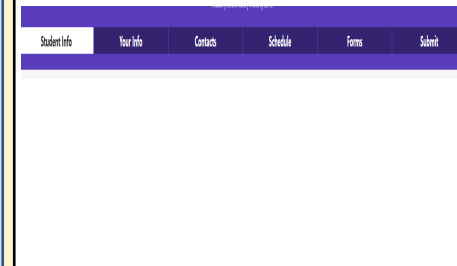 Student Info
Your Info
Contacts
Schedule
Forms
Submit